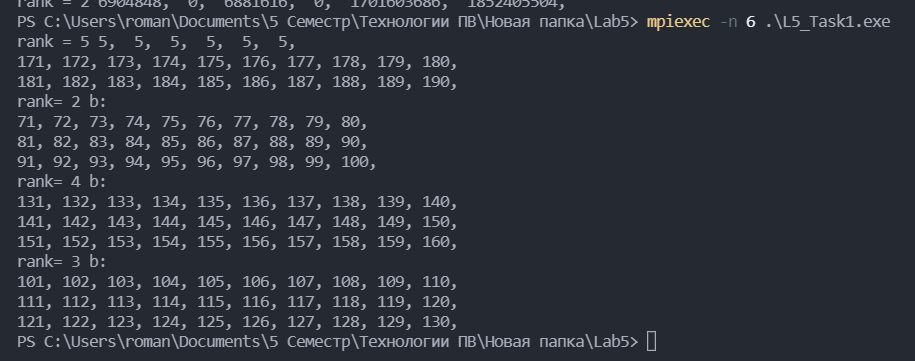 rank = 2 6904848,  0,  6881616,  0,  1701603686,  1852405504,
PS C:\Users\roman\Documents\5 Семестр\Технологии ПВ\Новая папка\Lab5> mpiexec -n 6 .\L5_Task1.exe
rank = 5 5,  5,  5,  5,  5,  5,
171, 172, 173, 174, 175, 176, 177, 178, 179, 180,
181, 182, 183, 184, 185, 186, 187, 188, 189, 190,
rank= 2 b:
71, 72, 73, 74, 75, 76, 77, 78, 79, 80,
81, 82, 83, 84, 85, 86, 87, 88, 89, 90,
91, 92, 93, 94, 95, 96, 97, 98, 99, 100,
rank= 4 b:
131, 132, 133, 134, 135, 136, 137, 138, 139, 140,
141, 142, 143, 144, 145, 146, 147, 148, 149, 150,
151, 152, 153, 154, 155, 156, 157, 158, 159, 160,
rank= 3 b:
101, 102, 103, 104, 105, 106, 107, 108, 109, 110,
111, 112, 113, 114, 115, 116, 117, 118, 119, 120,
121, 122, 123, 124, 125, 126, 127, 128, 129, 130,
PS C:\Users\roman\Documents\5 Семестр\Технологии ПВ\Новая папка\Lab5>